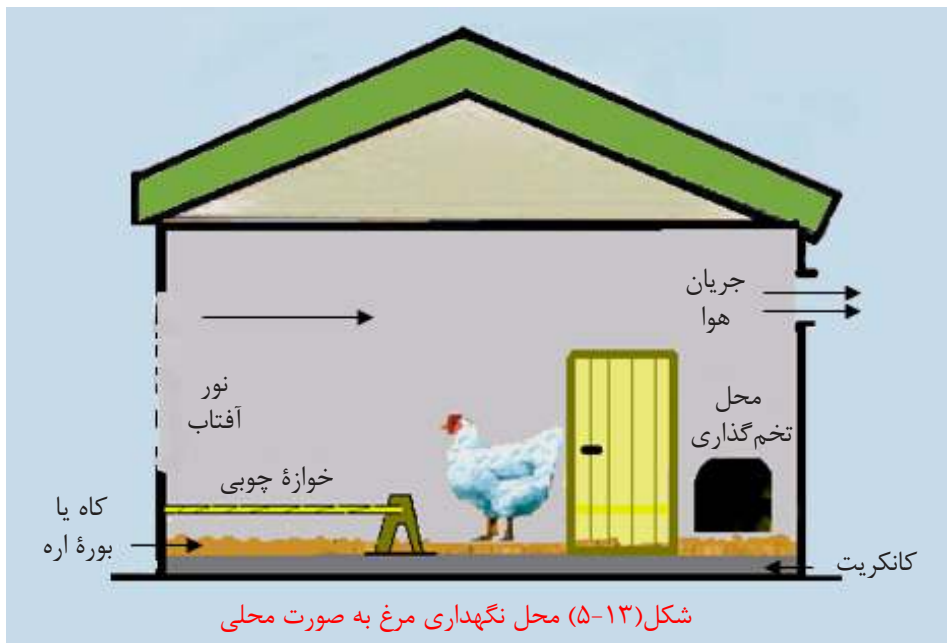 جریان
هوا
نور
آفتاب
محل
تخم‌گذاری
خوازهٔ چوبی
کاه یا
بورهٔ اره
کانکریت
شکل(۱۳-۵) محل نگهداری مرغ به صورت محلی